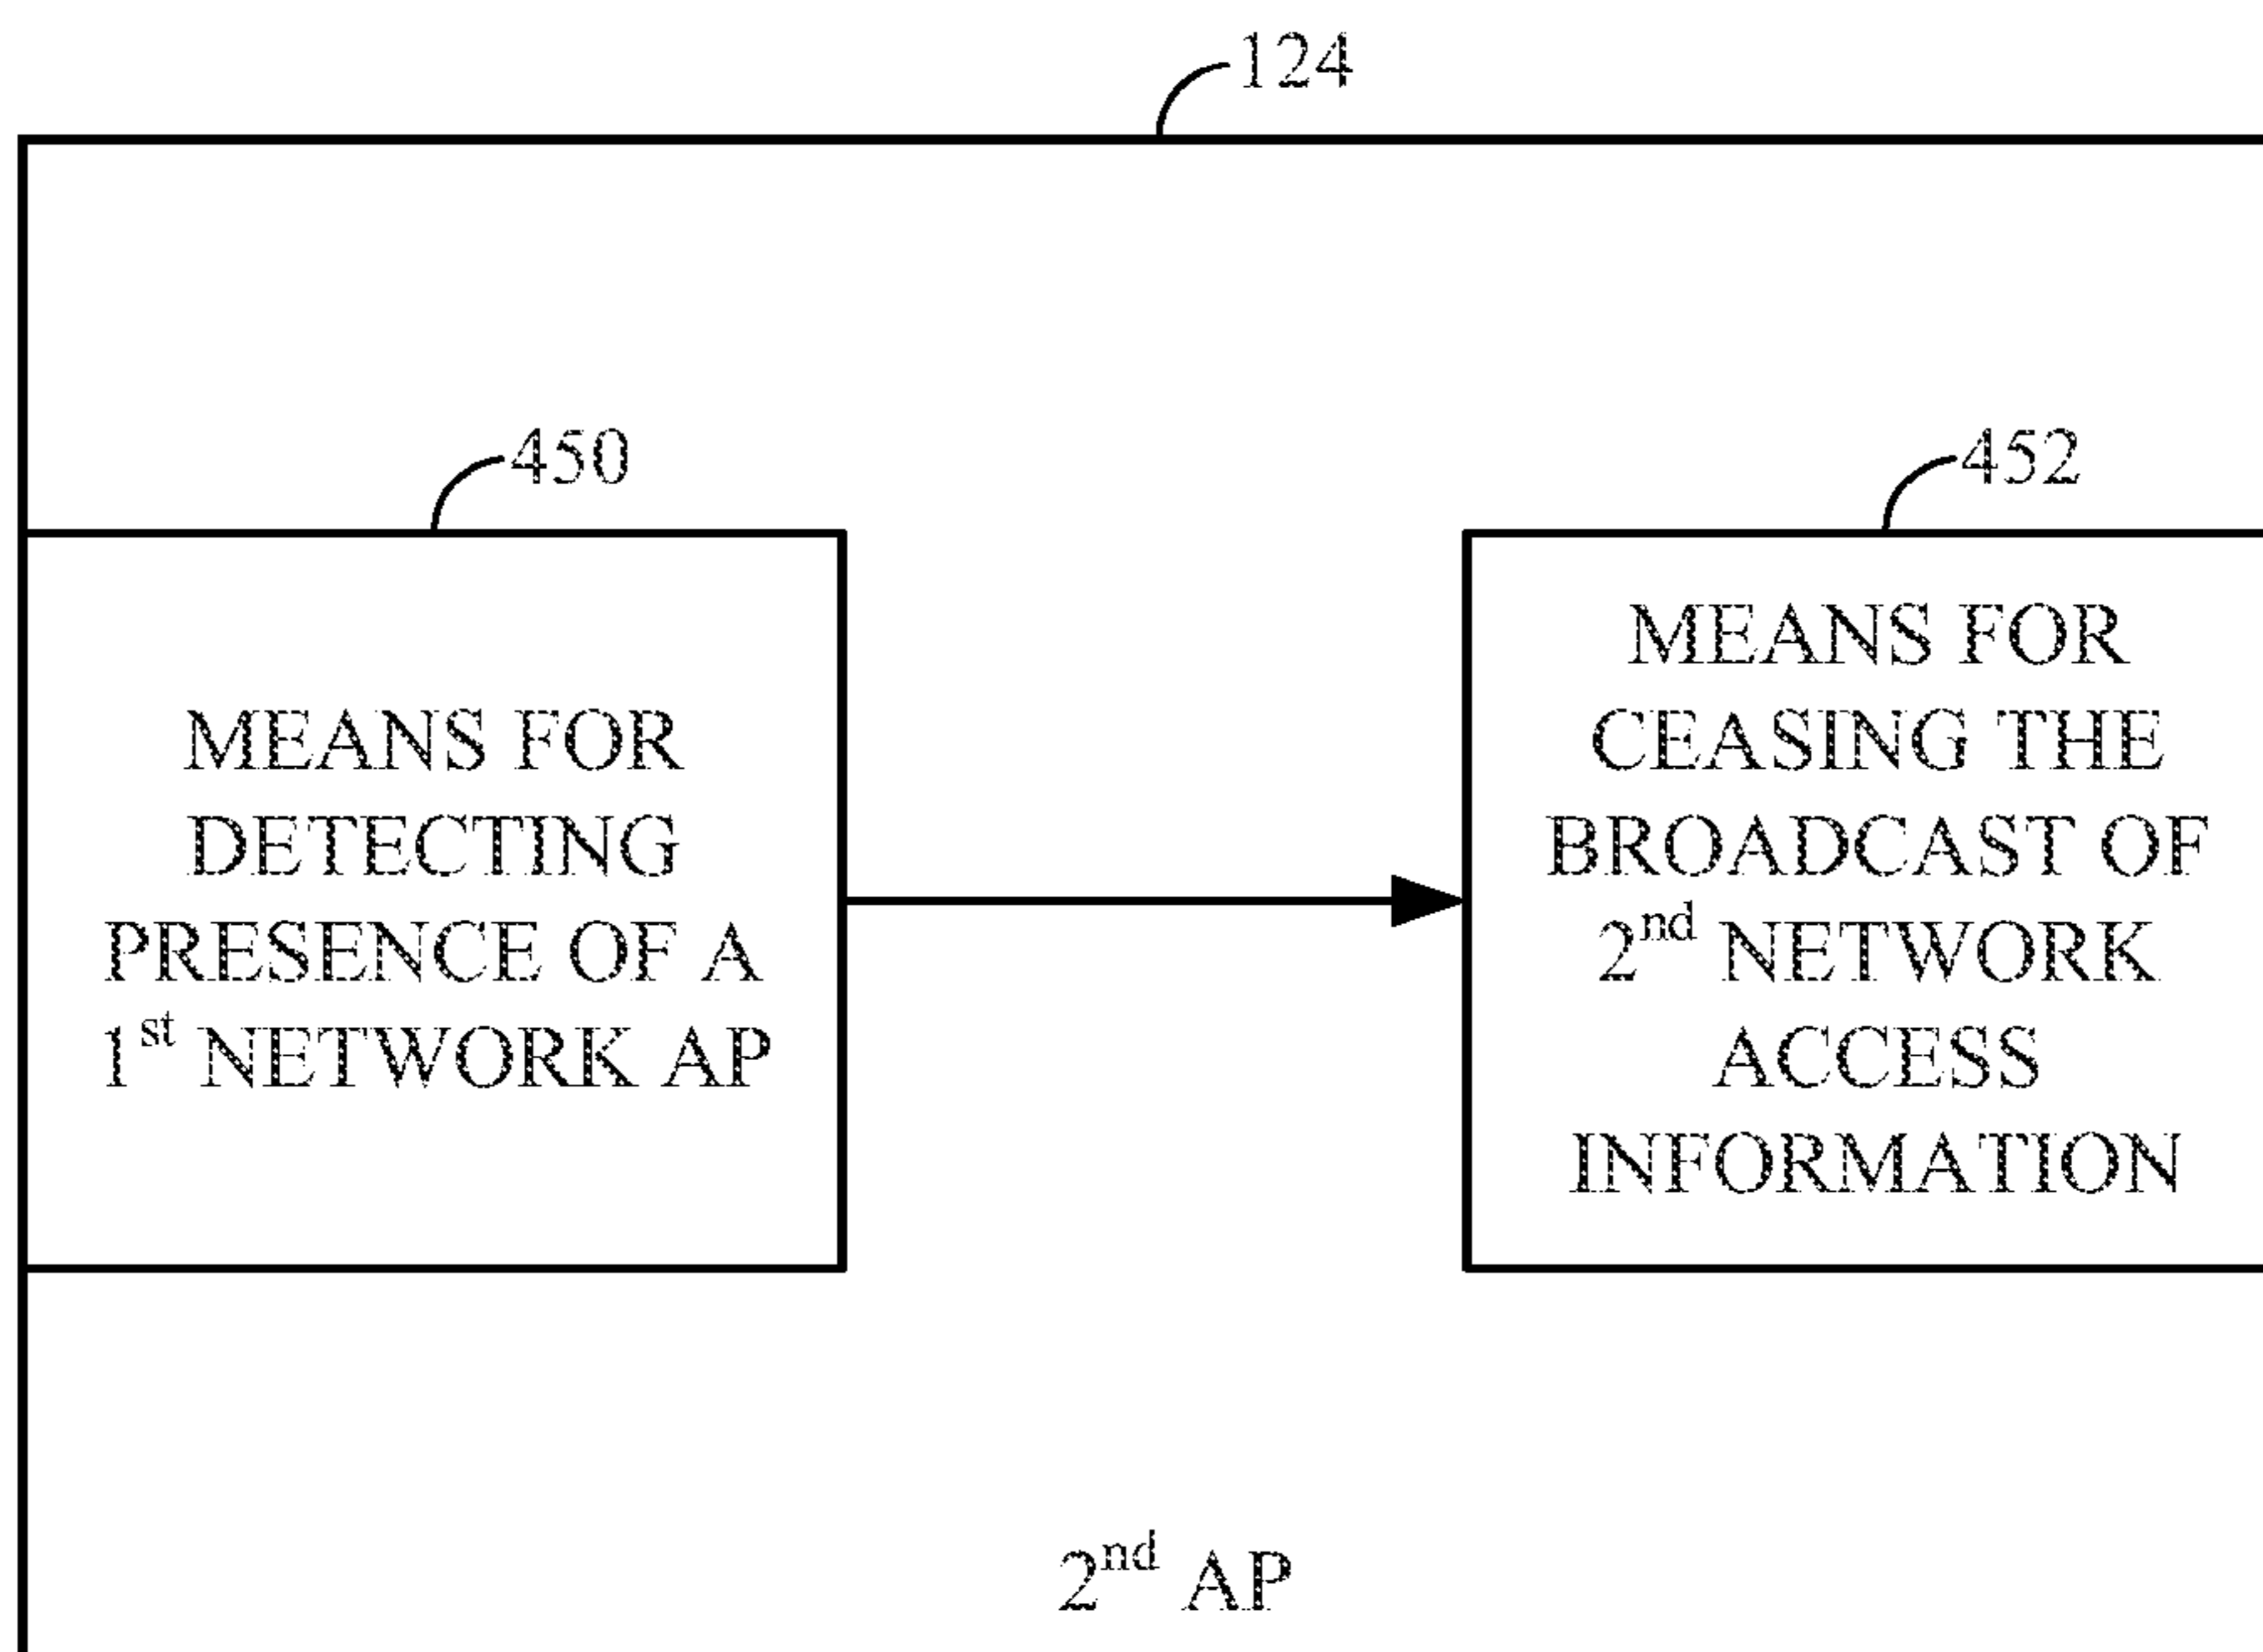 124
450
MEANS FOR
DETECTING
PRESENCE OF A
1st NETWORK AP
452
MEANS FOR
CEASING THE
BROADCAST OF
2nd NETWORK
ACCESS
INFORMATION
2nd AP